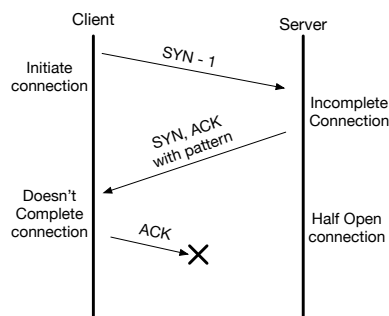 Client
Server
SYN - 1
Initiate
connection
Incomplete
Connection
SYN, ACK
with pattern
Doesn't
Complete
connection
ACK
Half Open
connection